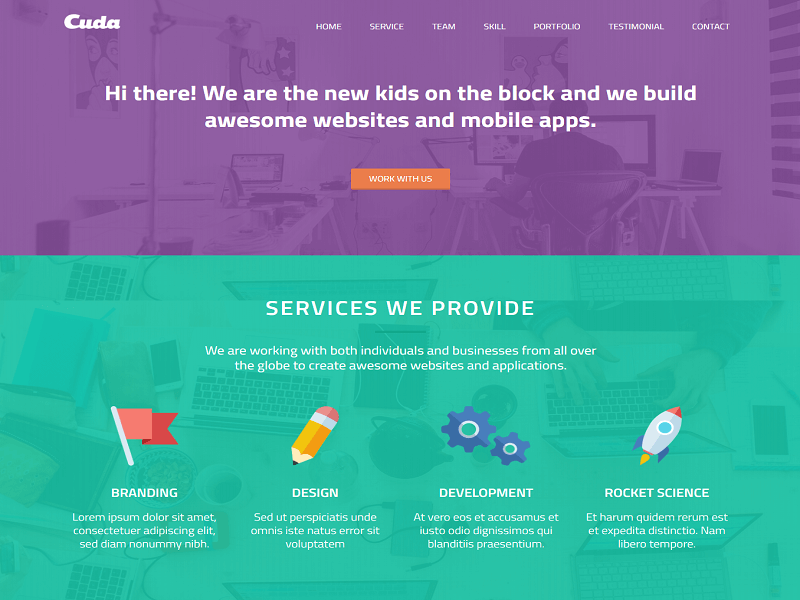 Cuda
HOME SERVICE TEAM SKILL PORTFOLIO TESTIMONIAL CONTACT
Hi there! We are the new kids on the block and we build
awesome websites and mobile apps.
WORK WITH US
SERVICES WE PROVIDE
We are working with both individuals and businesses from all over
the globe to create awesome websites and applications.
BRANDING
Lorem ipsum dolor sit amet,
consectetuer adipiscing elit,
sed diam nonummy nibh.
DESIGN
Sed ut perspiciatis unde
omnis iste natus error sit
voluptatem
DEVELOPMENT
At vero eos et accusamus et
iusto odio dignissimos qui
blanditiis praesentium.
ROCKET SCIENCE
Et harum quidem rerum est
et expedita distinctio. Nam
libero tempore.